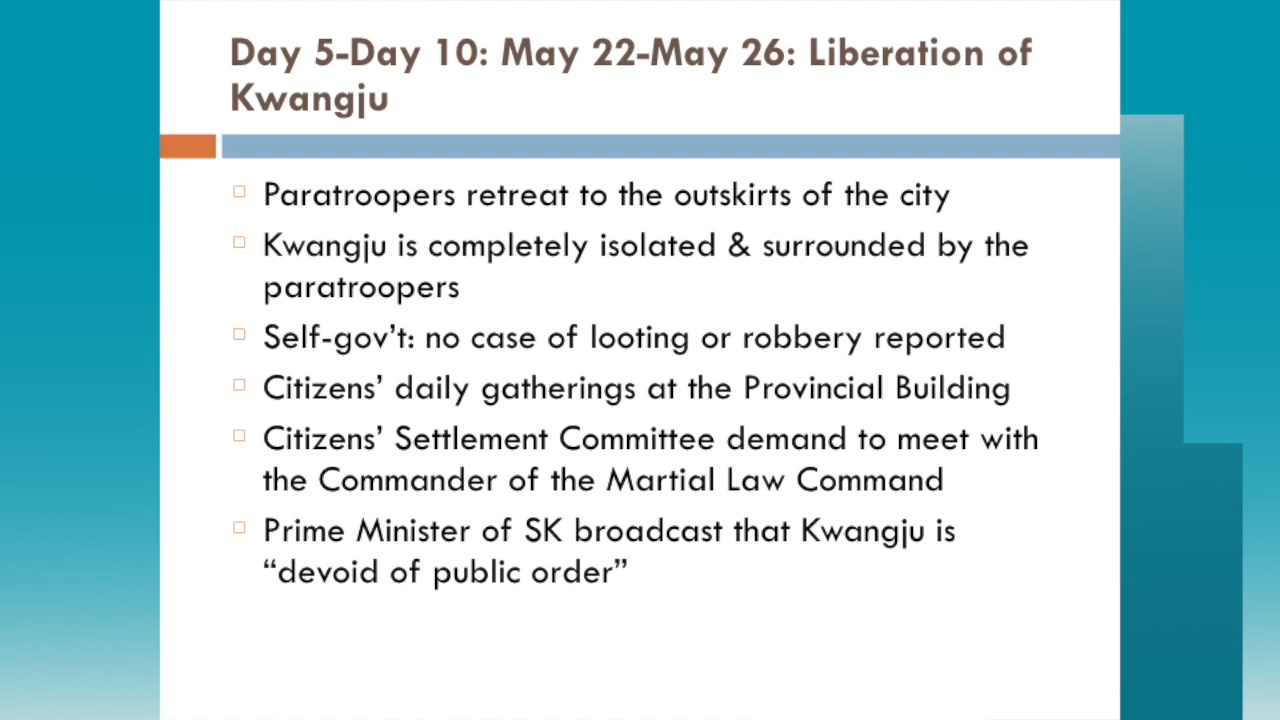 Day 5-Day 10: May 22-May 26: Liberation of
Kwangju
Paratroopers retreat to the outskirts of the city
Kwangju is completely isolated & surrounded by the
paratroopers
Self-gov’t: no case of looting or robbery reported
Citizens’ daily gatherings at the Provincial Building
Citizens’ Settlement Committee demand to meet with
the Commander of the Martial Law Command
Prime Minister of SK broadcast that Kwangju is
“devoid of public order”